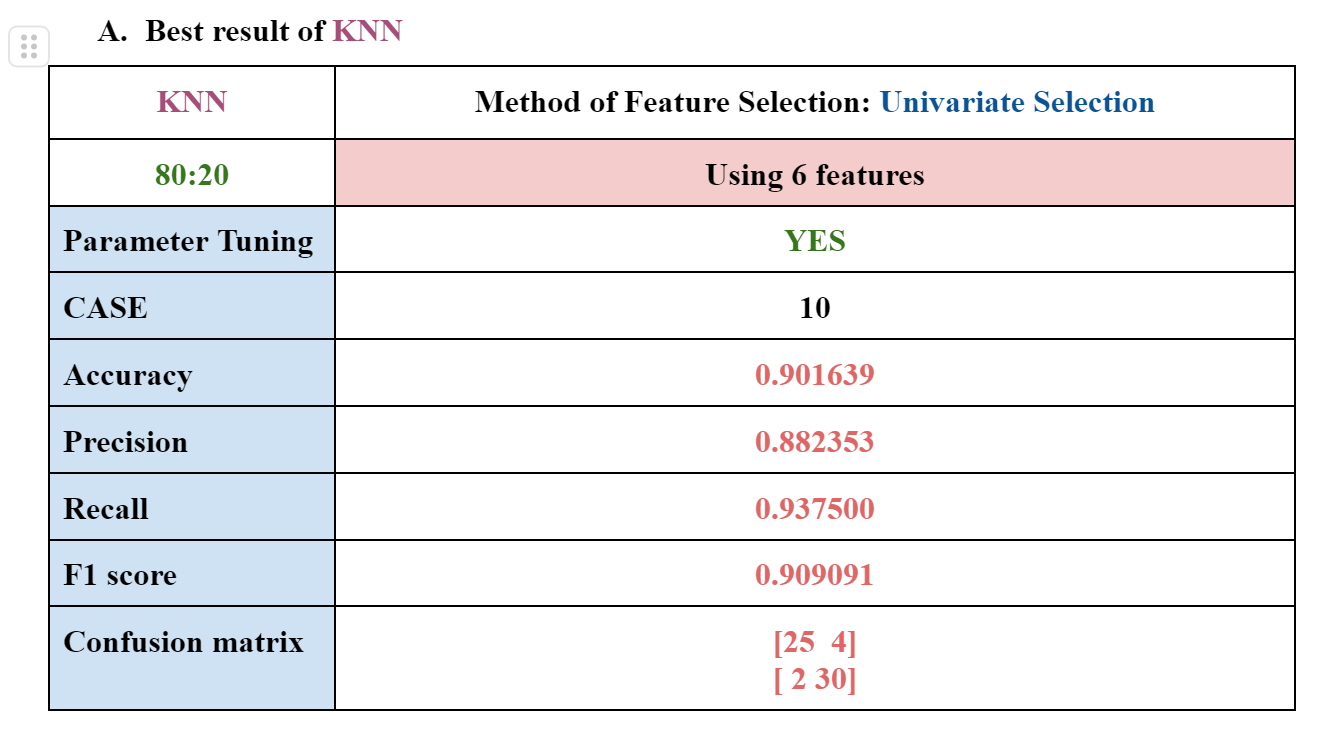 A. Best result of KNN
KNN
Method of Feature Selection: Univariate Selection
80:20
Using 6 features
Parameter Tuning
YES
CASE
10
Accuracy
0.901639
Precision
0.882353
Recall
0.937500
F1 score
0.909091
Confusion matrix
[25  4]
[ 2 30]